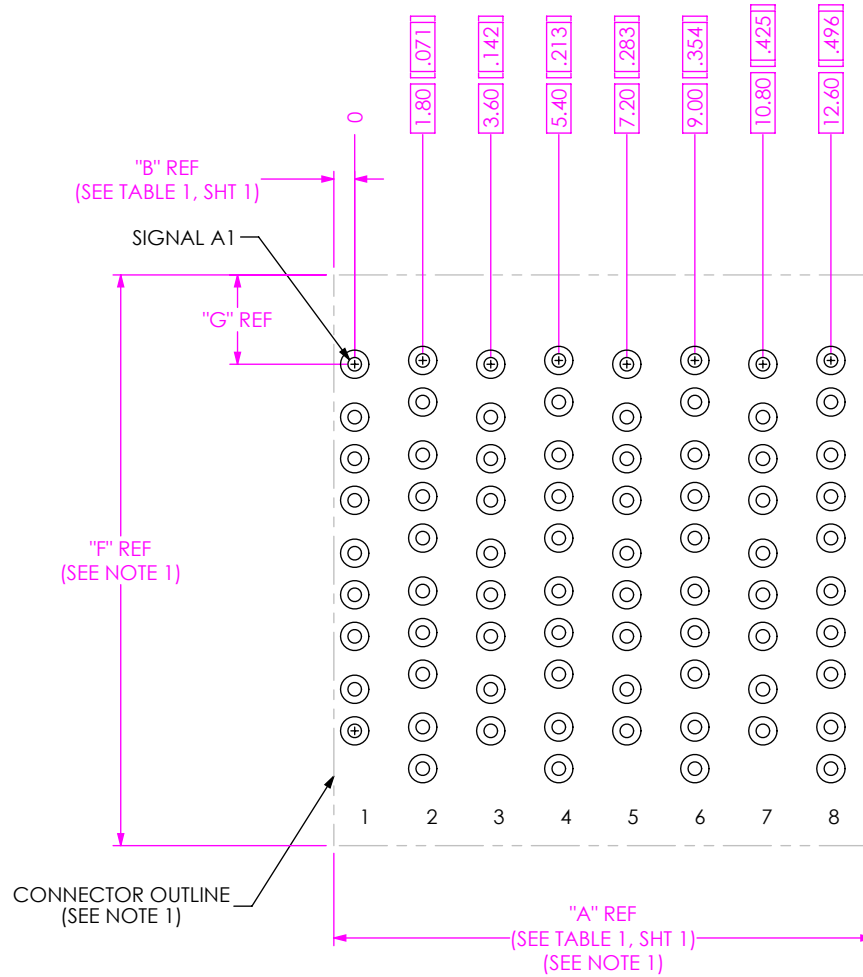 1.80 [.071]
3.60 [.142]
5.40 [.213]
7.20 [.283]
9.00 [.354]
10.80 [.425]
12.60 [.496]
0
"B" REF
(SEE TABLE 1, SHT 1)
SIGNAL A1
"G" REF
"F" REF
(SEE NOTE 1)
1 2 3 4 5 6 7 8
CONNECTOR OUTLINE
(SEE NOTE 1)
"A" REF
(SEE TABLE 1, SHT 1)
(SEE NOTE 1)